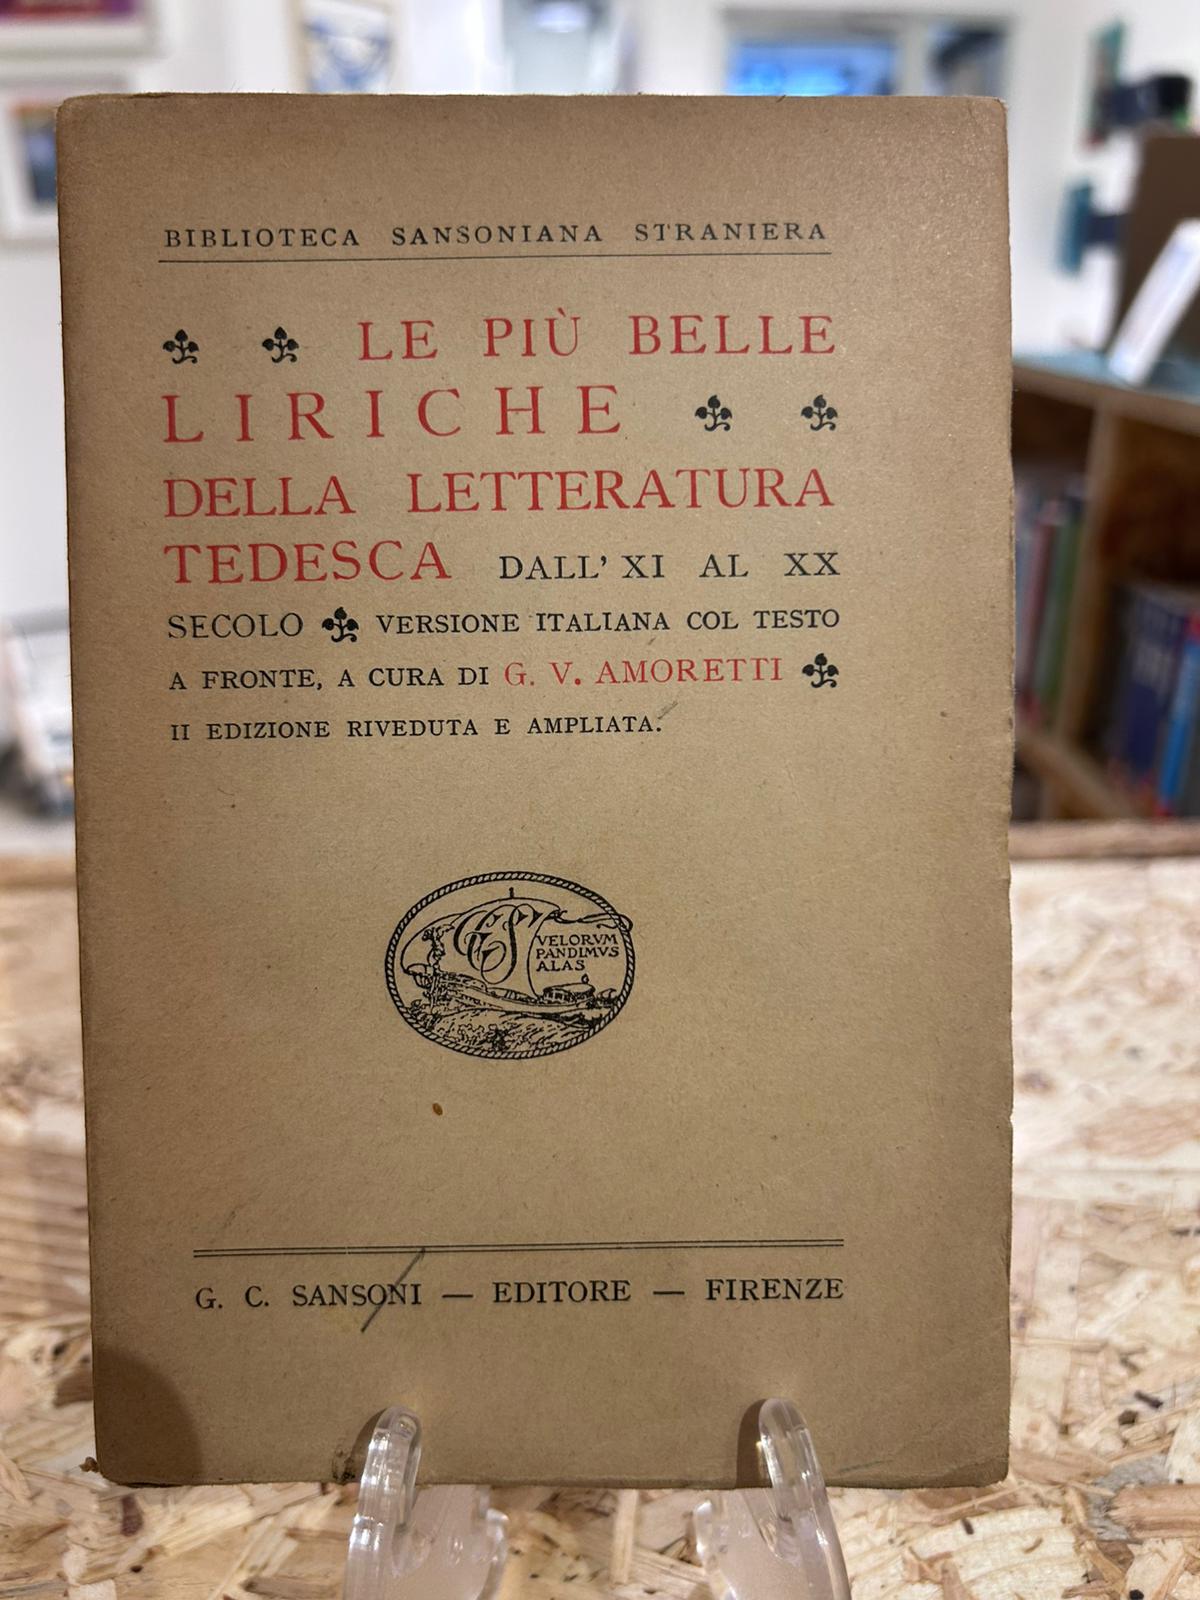 BIBLIOTECA SANSONIANA STRANIERA
LE PIÙ BELLE
LIRICHE
DELLA LETTERATURA
TEDESCA DALL' XI AL XX
SECOLO VERSIONE ITALIANA COL TESTO
A FRONTE, A CURA DI G. V. AMORETTI
II EDIZIONE RIVEDUTA E AMPLIATA.
GCS
VELORVM
PANDIMVS
ALAS
G. C. SANSONI — EDITORE — FIRENZE